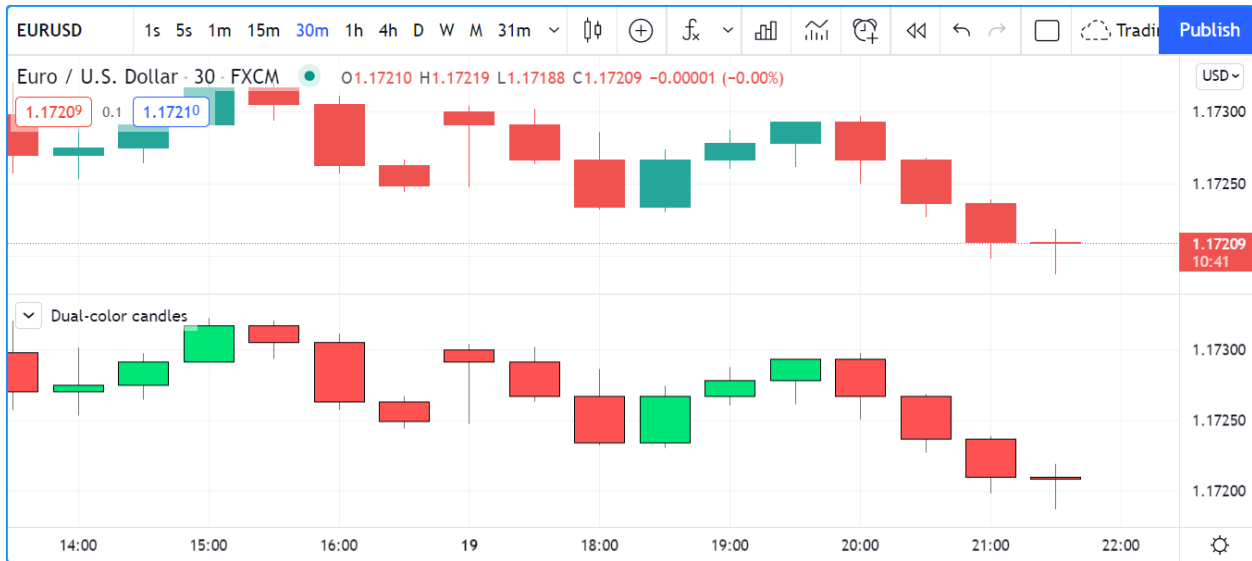 EURUSD 1s 5s 1m 15m 30m 1h 4h D W M 31m Publish
Euro / U.S. Dollar · 30 · FXCM O1.17210 H1.17219 L1.17188 C1.17209 −0.00001 (−0.00%) USD
1.17209 0.1 1.17210
1.17300
1.17250
1.17209
10:41
Dual-color candles
1.17300
1.17250
1.17200
14:00 15:00 16:00 19 18:00 19:00 20:00 21:00 22:00